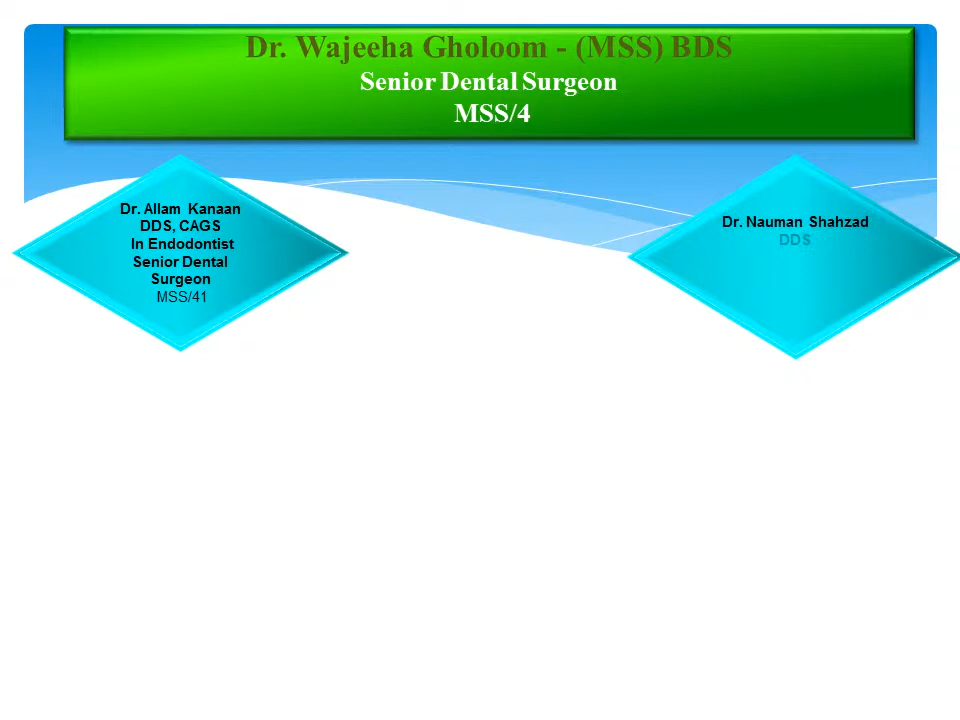 Dr. Wajeeha Gholoom - (MSS) BDS
Senior Dental Surgeon
MSS/4
Dr. Allam Kanaan
DDS, CAGS
In Endodontist
Senior Dental
Surgeon
MSS/41
Dr. Nauman Shahzad
DDS